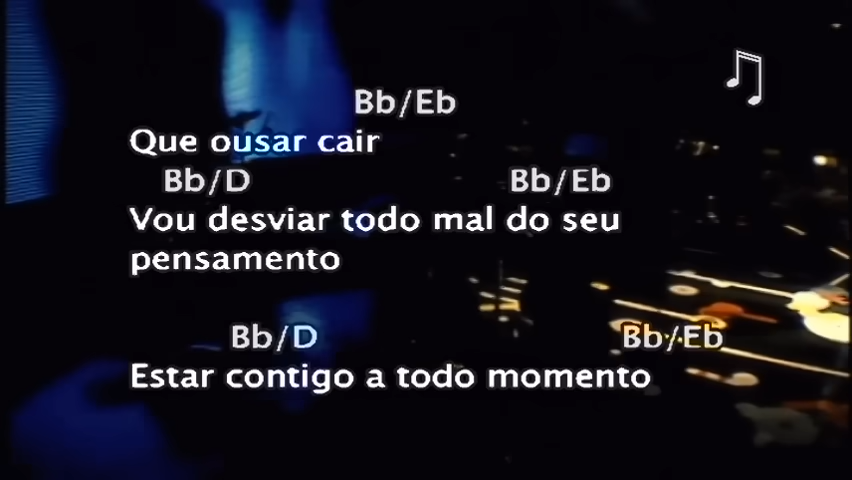 Bb/Eb
Que ousar cair
Bb/D Bb/Eb
Vou desviar todo mal do seu
pensamento
Bb/D Bb/Eb
Estar contigo a todo momento